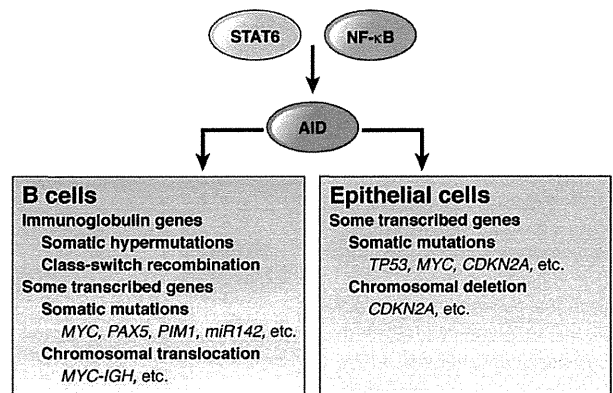 STAT6
NF-κB
AID
B cells
Immunoglobulin genes
Somatic hypermutations
Class-switch recombination
Some transcribed genes
Somatic mutations
MYC, PAX5, PIM1, miR142, etc.
Chromosomal translocation
MYC-IGH, etc.
Epithelial cells
Some transcribed genes
Somatic mutations
TP53, MYC, CDKN2A, etc.
Chromosomal deletion
CDKN2A, etc.